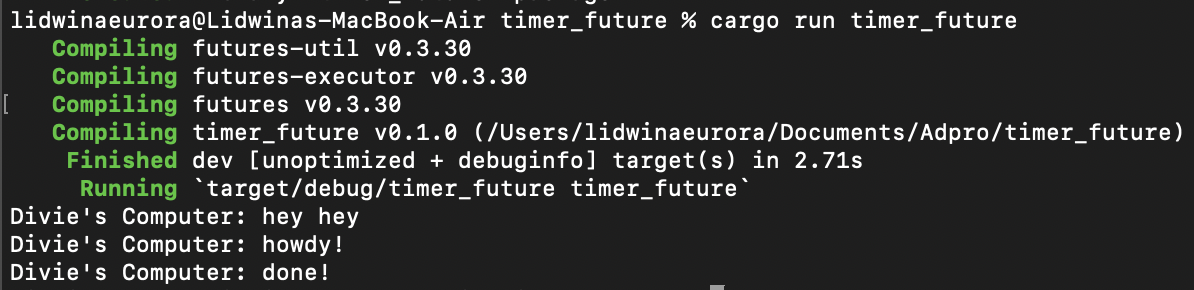 lidwinaeurora@Lidwinas-MacBook-Air timer_future % cargo run timer_future
Compiling futures-util v0.3.30
Compiling futures-executor v0.3.30
[ Compiling futures v0.3.30
Compiling timer_future v0.1.0 (/Users/lidwinaeurora/Documents/Adpro/timer_future)
Finished dev [unoptimized + debuginfo] target(s) in 2.71s
Running `target/debug/timer_future timer_future`
Divie's Computer: hey hey
Divie's Computer: howdy!
Divie's Computer: done!